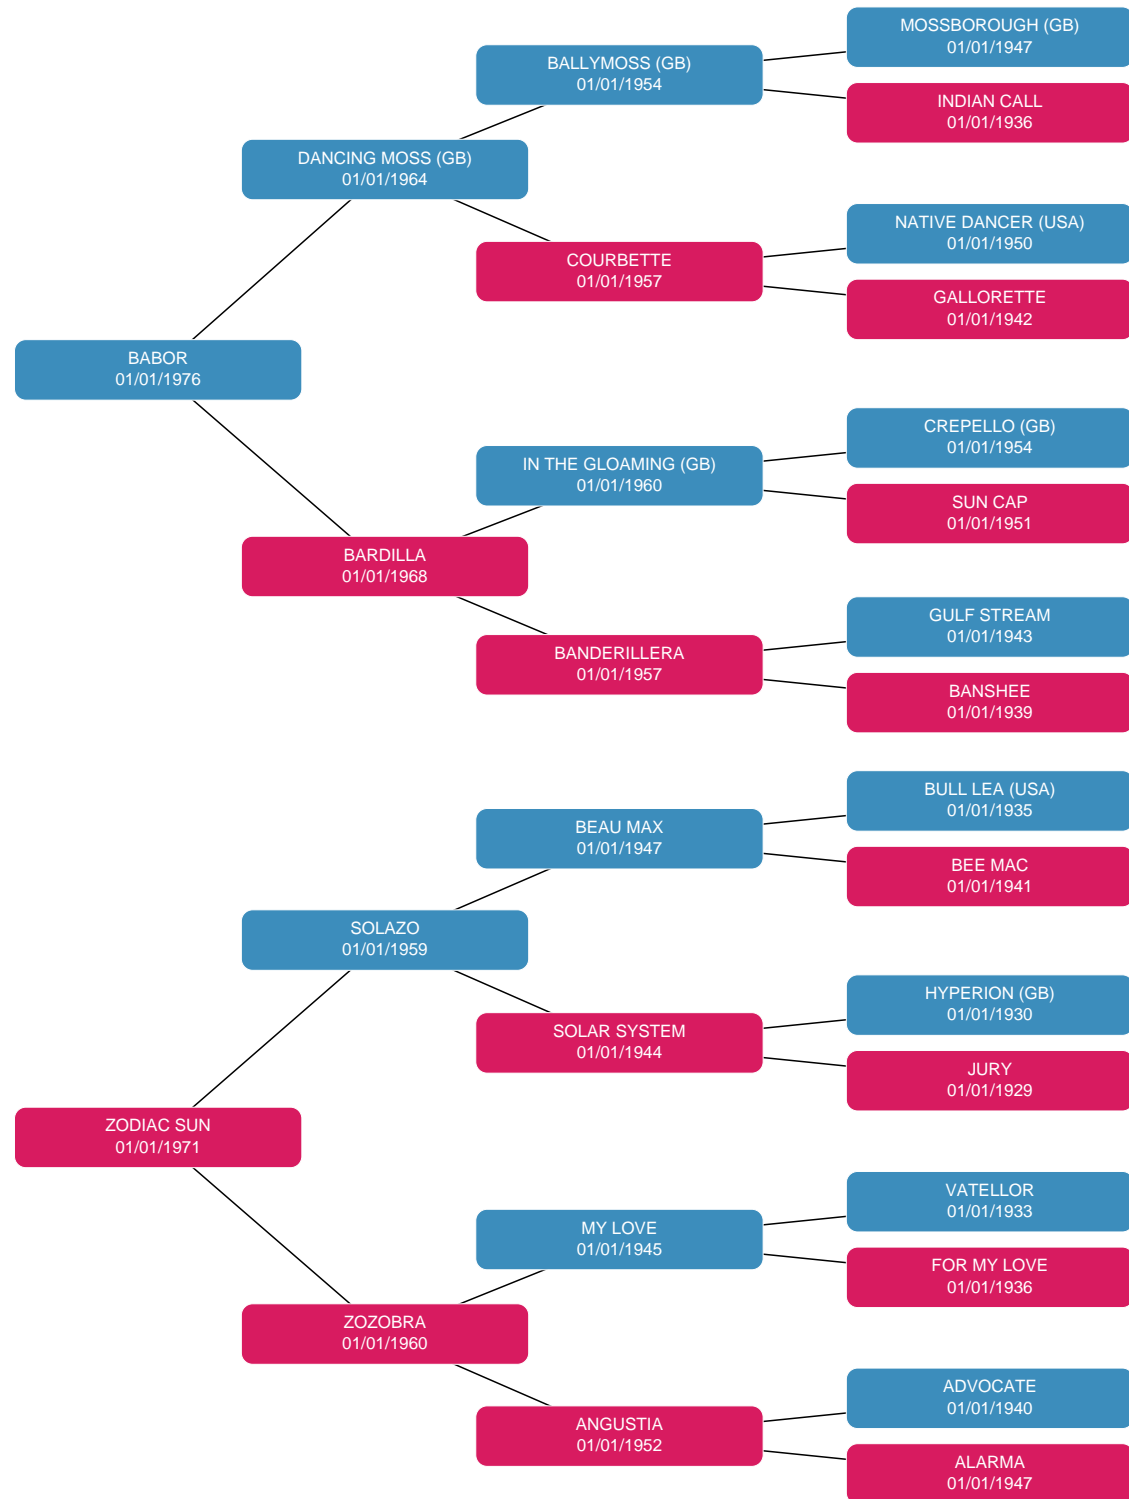 MOSSBOROUGH (GB)
01/01/1947
BALLYMOSS (GB)
01/01/1954
INDIAN CALL
01/01/1936
DANCING MOSS (GB)
01/01/1964
NATIVE DANCER (USA)
01/01/1950
COURBETTE
01/01/1957
GALLORETTE
01/01/1942
BABOR
01/01/1976
CREPELLO (GB)
01/01/1954
IN THE GLOAMING (GB)
01/01/1960
SUN CAP
01/01/1951
BARDILLA
01/01/1968
GULF STREAM
01/01/1943
BANDERILLERA
01/01/1957
BANSHEE
01/01/1939
BULL LEA (USA)
01/01/1935
BEAU MAX
01/01/1947
BEE MAC
01/01/1941
SOLAZO
01/01/1959
HYPERION (GB)
01/01/1930
SOLAR SYSTEM
01/01/1944
JURY
01/01/1929
ZODIAC SUN
01/01/1971
VATELLOR
01/01/1933
MY LOVE
01/01/1945
FOR MY LOVE
01/01/1936
ZOZOBRA
01/01/1960
ADVOCATE
01/01/1940
ANGUSTIA
01/01/1952
ALARMA
01/01/1947